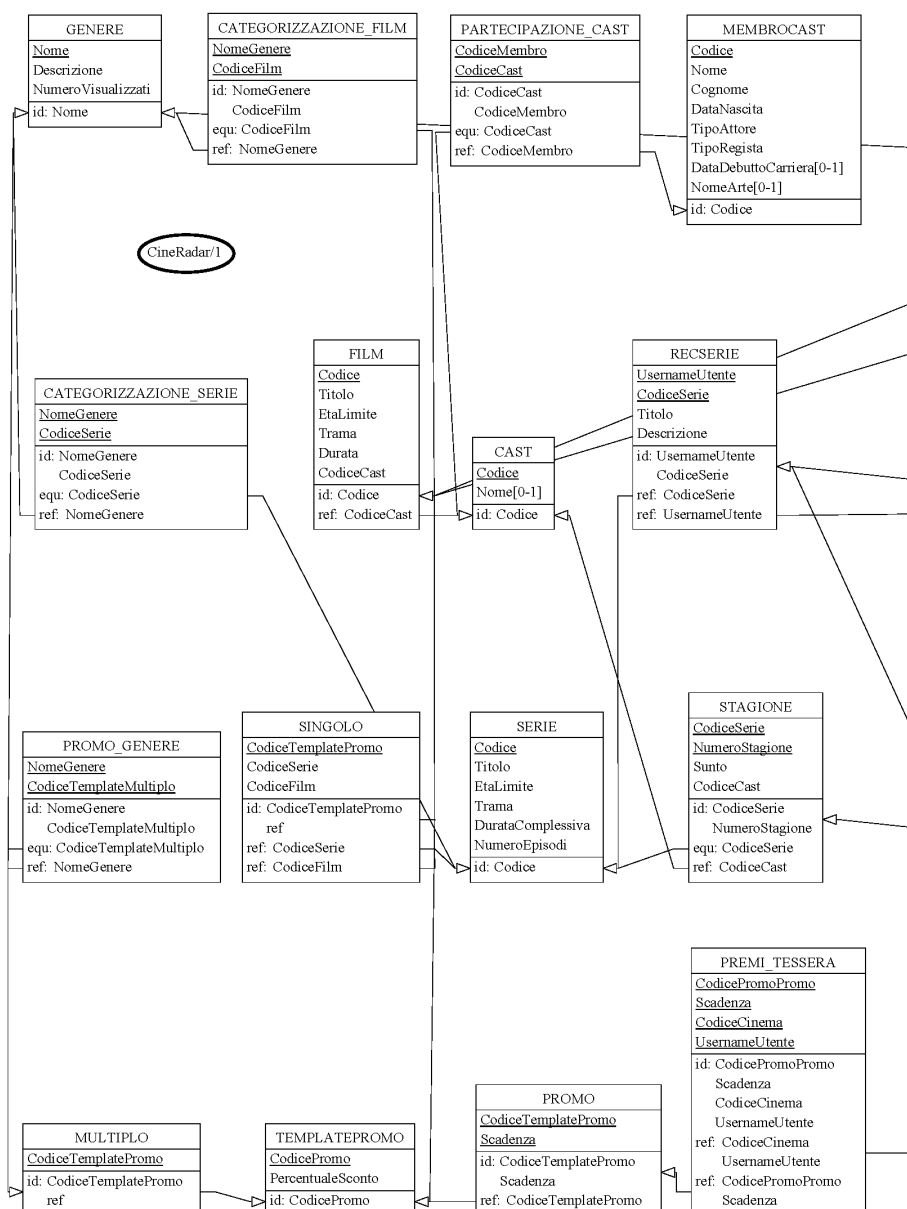 GENERE
Nome
Descrizione
NumeroVisualizzati
id: Nome
CATEGORIZZAZIONE_FILM
NomeGenere
CodiceFilm
id: NomeGenere
CodiceFilm
equ: CodiceFilm
ref: NomeGenere
PARTECIPAZIONE_CAST
CodiceMembro
CodiceCast
id: CodiceCast
CodiceMembro
equ: CodiceCast
ref: CodiceMembro
MEMBROCAST
Codice
Nome
Cognome
DataNascita
TipoAttore
TipoRegista
DataDebuttoCarriera[0-1]
NomeArte[0-1]
id: Codice
CineRadar/1
CATEGORIZZAZIONE_SERIE
NomeGenere
CodiceSerie
id: NomeGenere
CodiceSerie
equ: CodiceSerie
ref: NomeGenere
FILM
Codice
Titolo
EtaLimite
Trama
Durata
CodiceCast
id: Codice
ref: CodiceCast
CAST
Codice
Nome[0-1]
id: Codice
RECSERIE
UsernameUtente
CodiceSerie
Titolo
Descrizione
id: UsernameUtente
CodiceSerie
ref: CodiceSerie
ref: UsernameUtente
PROMO_GENERE
NomeGenere
CodiceTemplateMultiplo
id: NomeGenere
CodiceTemplateMultiplo
equ: CodiceTemplateMultiplo
ref: NomeGenere
SINGOLO
CodiceTemplatePromo
CodiceSerie
CodiceFilm
id: CodiceTemplatePromo
ref
ref: CodiceSerie
ref: CodiceFilm
SERIE
Codice
Titolo
EtaLimite
Trama
DurataComplessiva
NumeroEpisodi
id: Codice
STAGIONE
CodiceSerie
NumeroStagione
Sunto
CodiceCast
id: CodiceSerie
NumeroStagione
equ: CodiceSerie
ref: CodiceCast
MULTIPLO
CodiceTemplatePromo
id: CodiceTemplatePromo
ref
TEMPLATEPROMO
CodicePromo
PercentualeSconto
id: CodicePromo
PROMO
CodiceTemplatePromo
Scadenza
id: CodiceTemplatePromo
Scadenza
ref: CodiceTemplatePromo
PREMI_TESSERA
CodicePromoPromo
Scadenza
CodiceCinema
UsernameUtente
id: CodicePromoPromo
Scadenza
CodiceCinema
UsernameUtente
ref: CodiceCinema
UsernameUtente
ref: CodicePromoPromo
Scadenza